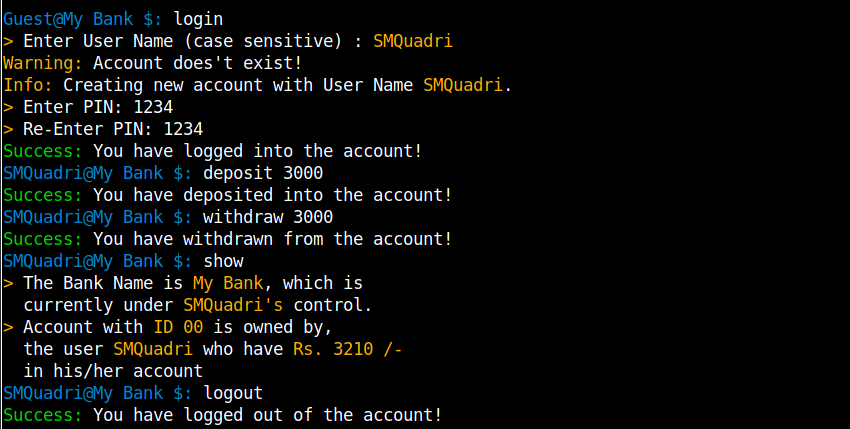 Guest@My Bank $: login
> Enter User Name (case sensitive) : SMQuadri
Warning: Account does't exist!
Info: Creating new account with User Name SMQuadri.
> Enter PIN: 1234
> Re-Enter PIN: 1234
Success: You have logged into the account!
SMQuadri@My Bank $: deposit 3000
Success: You have deposited into the account!
SMQuadri@My Bank $: withdraw 3000
Success: You have withdrawn from the account!
SMQuadri@My Bank $: show
> The Bank Name is My Bank, which is
currently under SMQuadri's control.
> Account with ID 00 is owned by,
the user SMQuadri who have Rs. 3210 /-
in his/her account
SMQuadri@My Bank $: logout
Success: You have logged out of the account!